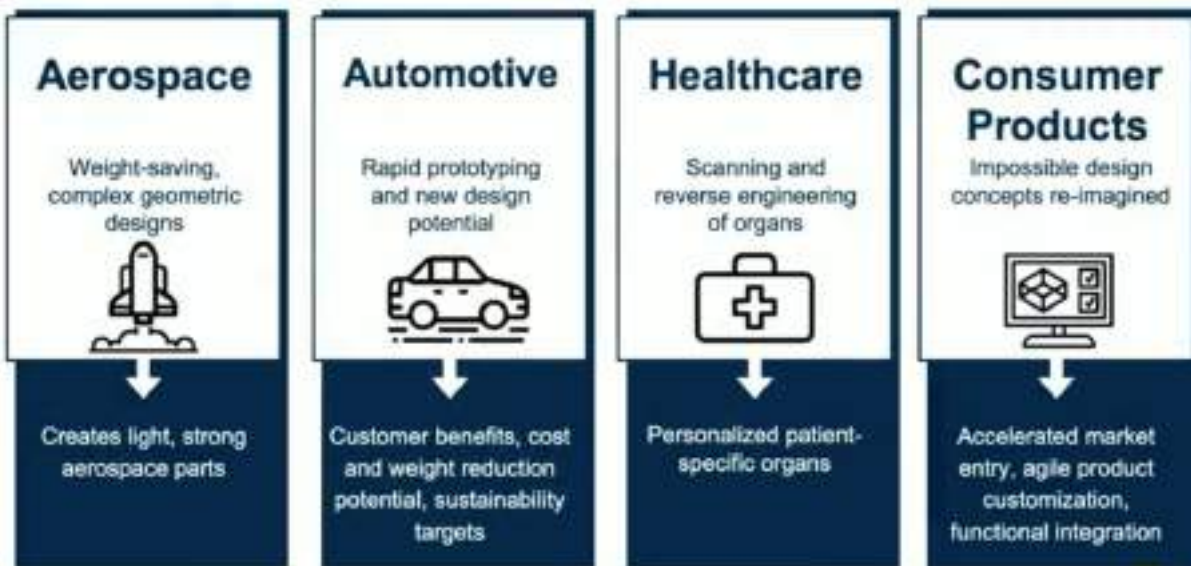 Aerospace
Weight-saving,
complex geometric
designs
Creates light, strong
aerospace parts
Automotive
Rapid prototyping
and new design
potential
Customer benefits, cost
and weight reduction
potential, sustainability
targets
Healthcare
Scanning and
reverse engineering
of organs
Personalized patient-
specific organs
Consumer
Products
Impossible design
concepts re-imagined
Accelerated market
entry, agile product
customization,
functional integration